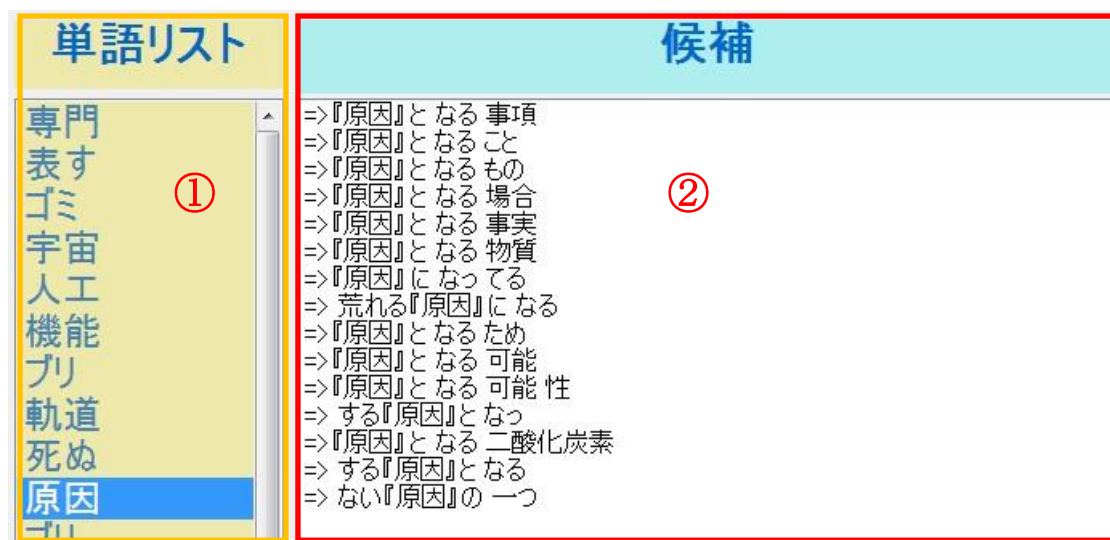 単語リスト
専門
表す
ゴミ
宇宙
人工
機能
ブリ
軌道
死ぬ
原因
①
候補
=>『原因』と なる 事項
=>『原因』と なる こと
=>『原因』と なる もの
=>『原因』と なる 場合
=>『原因』と なる 事実
=>『原因』と なる 物質
=>『原因』に なっ てる
=> 荒れる『原因』に なる
=>『原因』と なる ため
=>『原因』と なる 可能
=>『原因』と なる 可能 性
=> する『原因』と なっ
=>『原因』と なる 二酸化炭素
=> する『原因』と なる
=> ない『原因』の 一つ
②